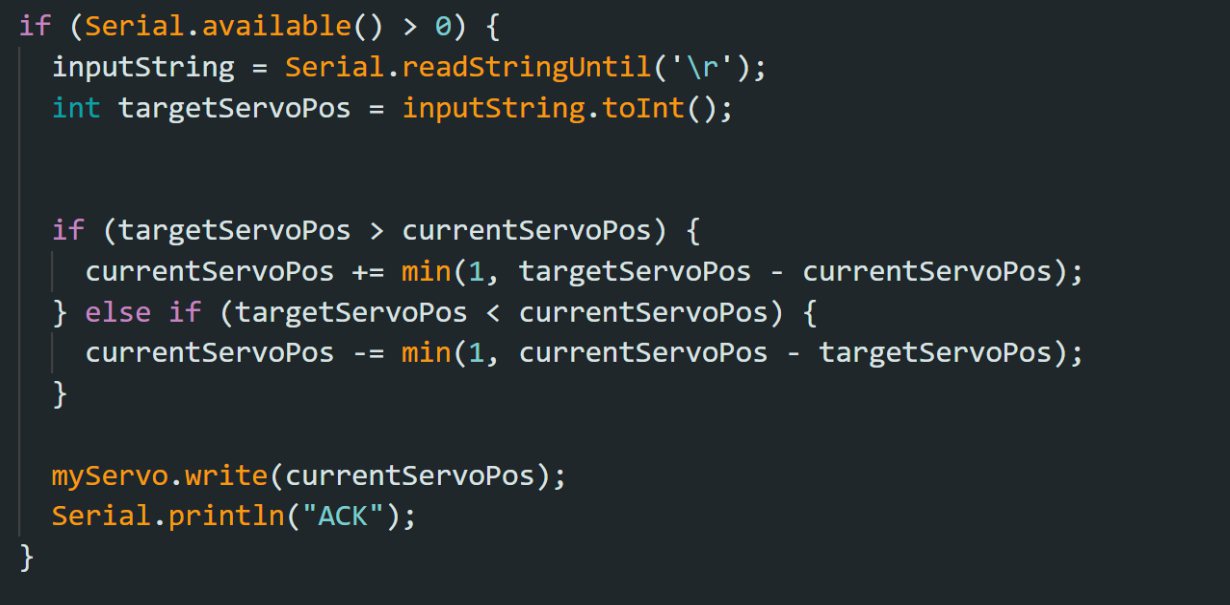 if (Serial.available() > 0) {
  inputString = Serial.readStringUntil('\r');
  int targetServoPos = inputString.toInt();
  if (targetServoPos > currentServoPos) {
    currentServoPos += min(1, targetServoPos - currentServoPos);
  } else if (targetServoPos < currentServoPos) {
    currentServoPos -= min(1, currentServoPos - targetServoPos);
  }
  myServo.write(currentServoPos);
  Serial.println("ACK");
}